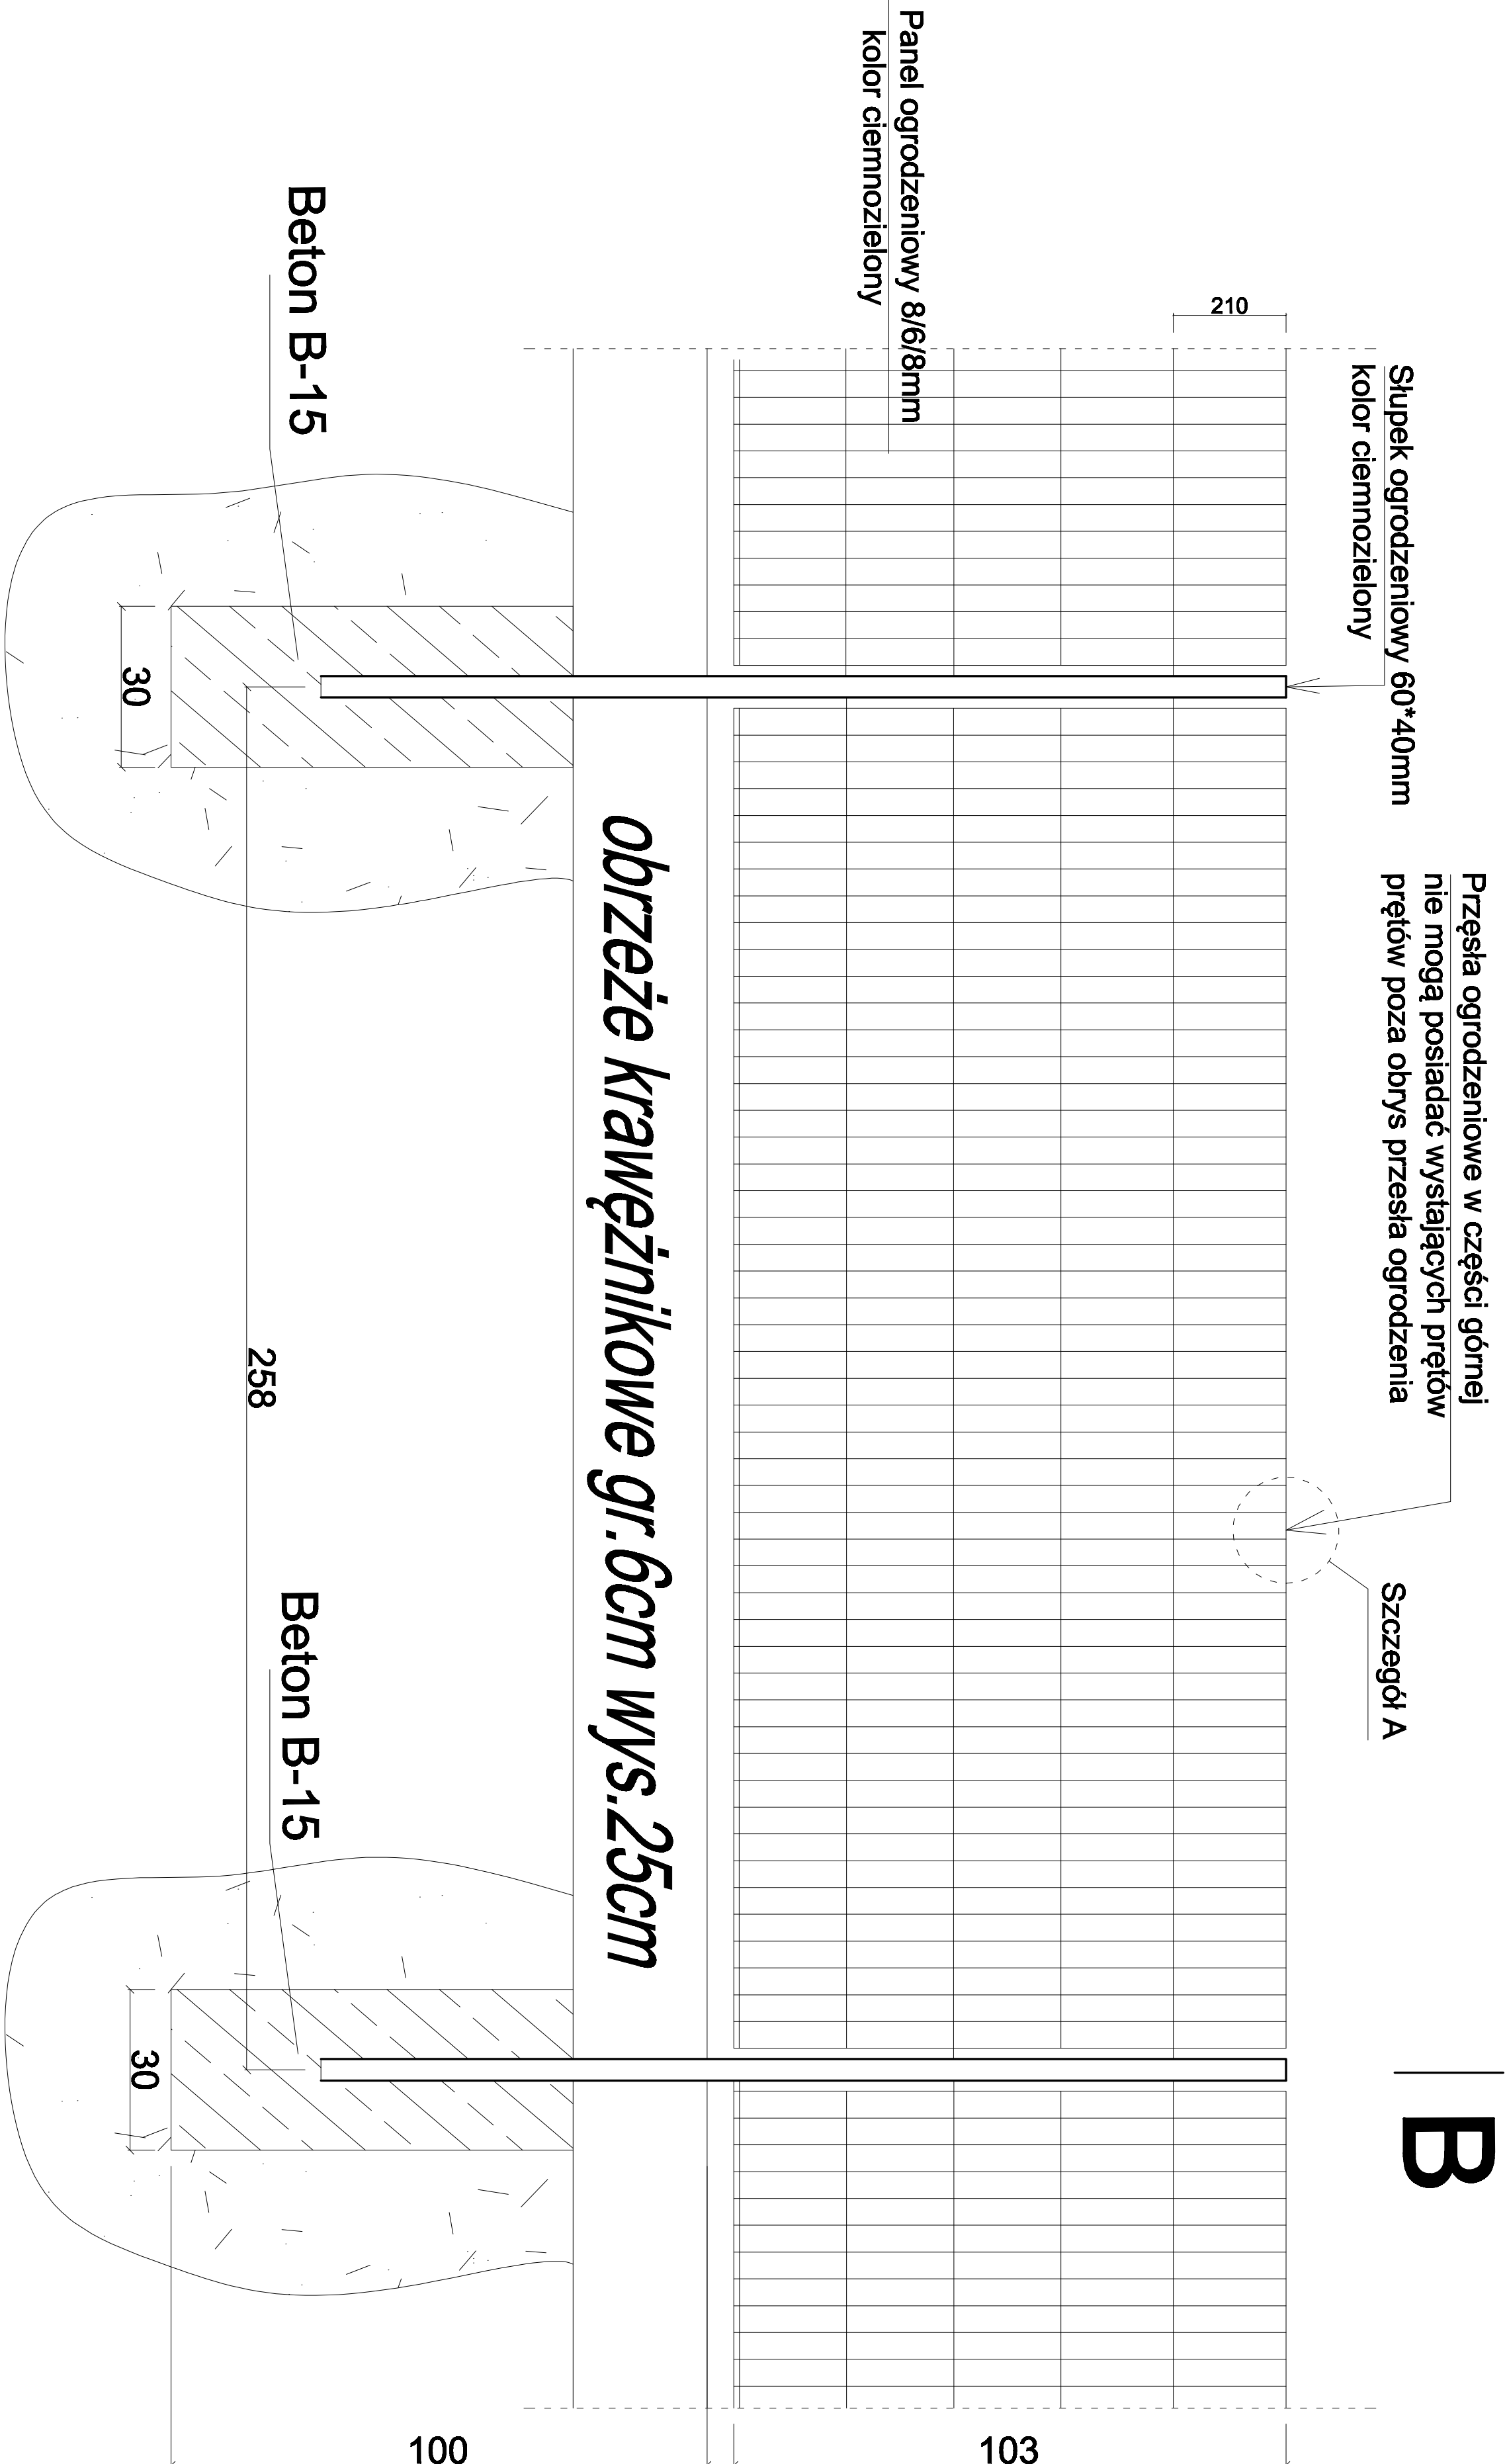 B
Przęsła ogrodzeniowe w części górnej
nie mogą posiadać wystających prętów
prętów poza obrys przęsła ogrodzenia
Szczegół A
Słupek ogrodzeniowy 60*40mm
kolor ciemnozielony
210
Panel ogrodzeniowy 8/6/8mm
kolor ciemnozielony
103
obrzeże krawężnikowe gr.6cm wys.25cm
100
Beton B-15
Beton B-15
258
30
30